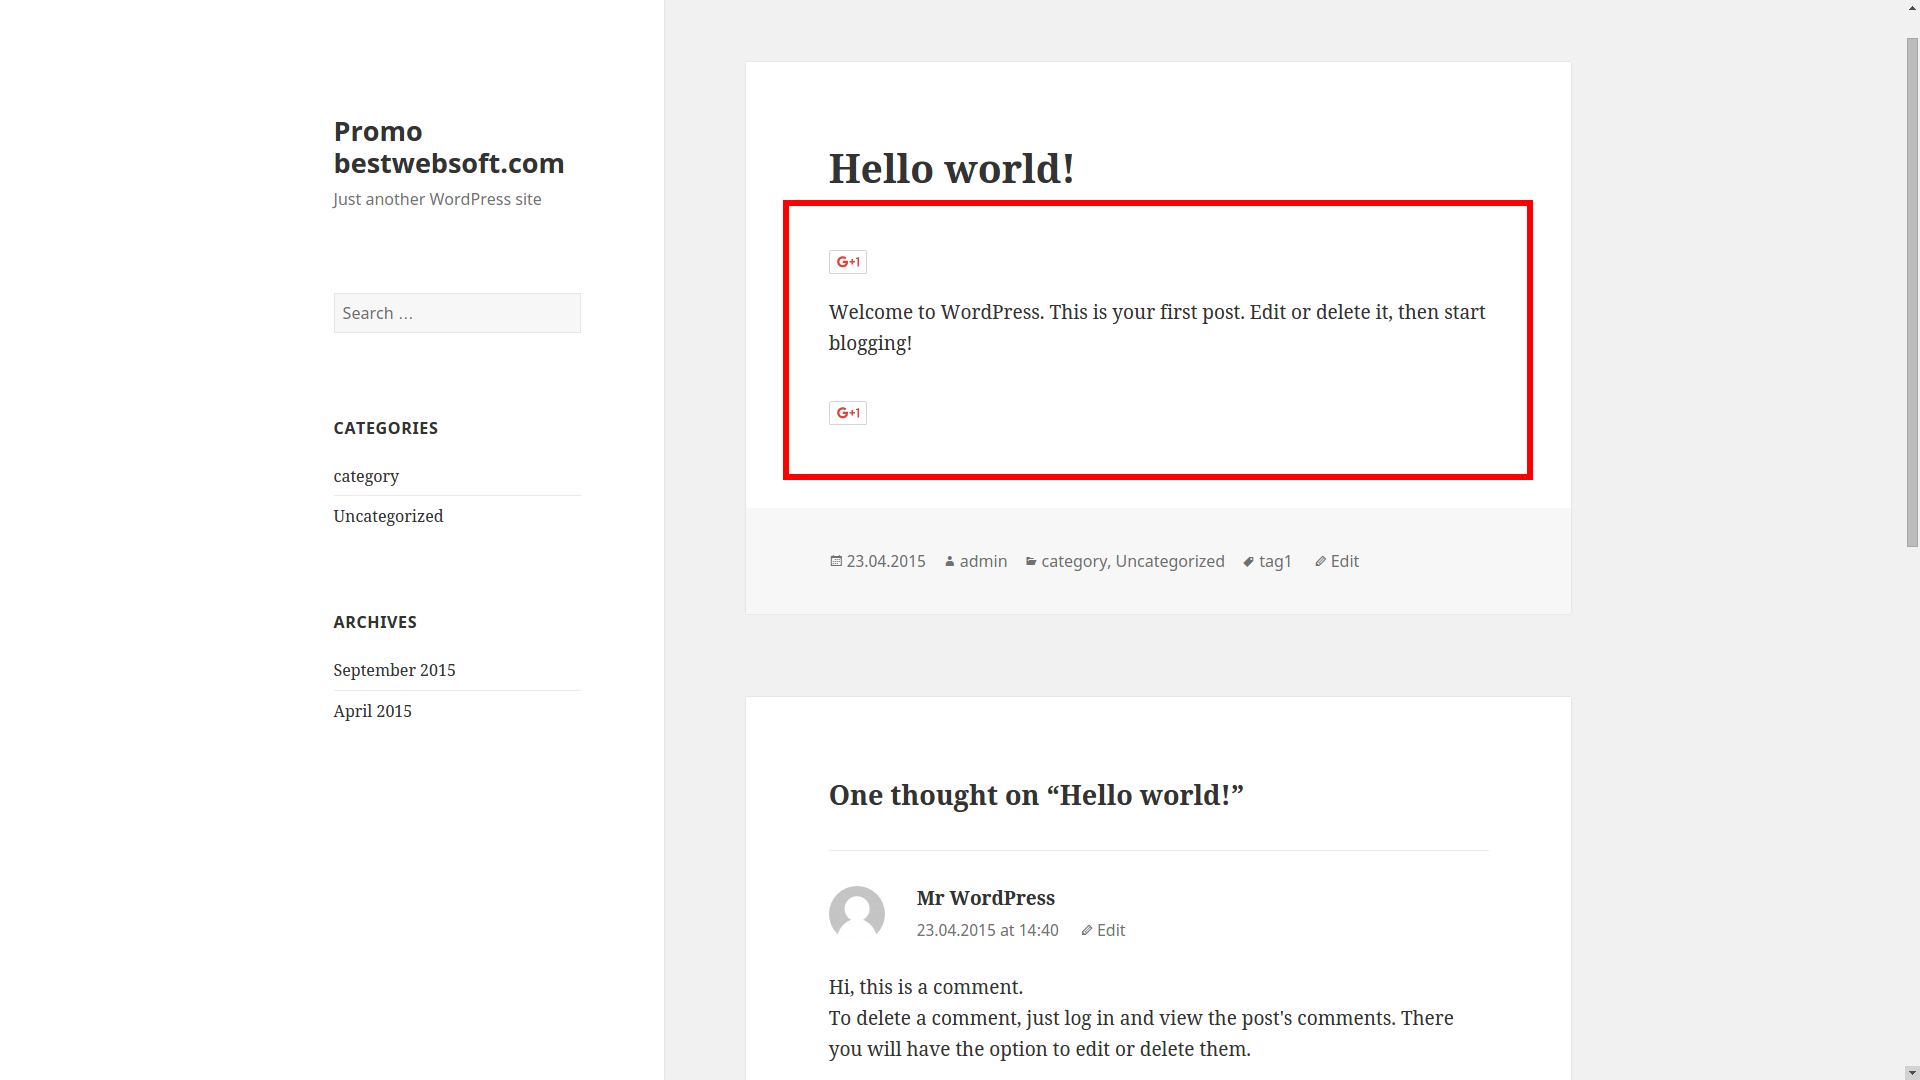 Promo
bestwebsoft.com
Just another WordPress site
Search …
CATEGORIES
category
Uncategorized
ARCHIVES
September 2015
April 2015
Hello world!
G+1
Welcome to WordPress. This is your first post. Edit or delete it, then start
blogging!
G+1
23.04.2015 admin category, Uncategorized tag1 Edit
One thought on “Hello world!”
Mr WordPress
23.04.2015 at 14:40 Edit
Hi, this is a comment.
To delete a comment, just log in and view the post's comments. There
you will have the option to edit or delete them.